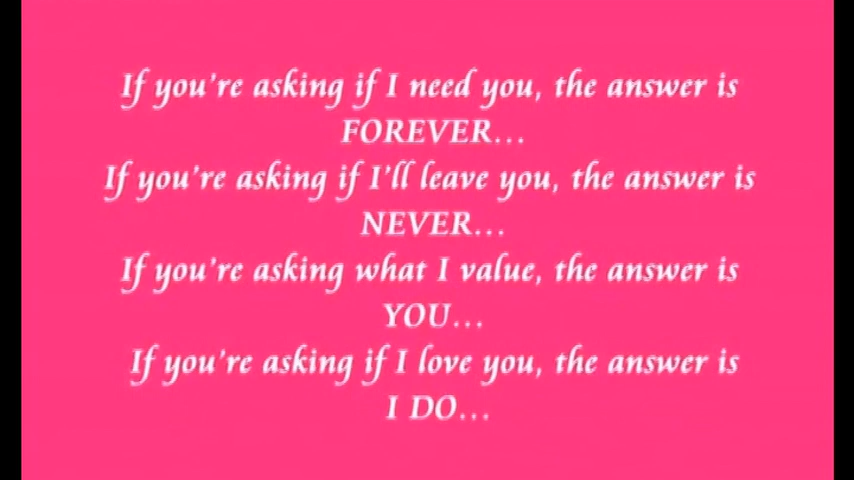 If you're asking if I need you, the answer is
FOREVER...
If you're asking if I'll leave you, the answer is
NEVER...
If you're asking what I value, the answer is
YOU...
If you're asking if I love you, the answer is
I DO...